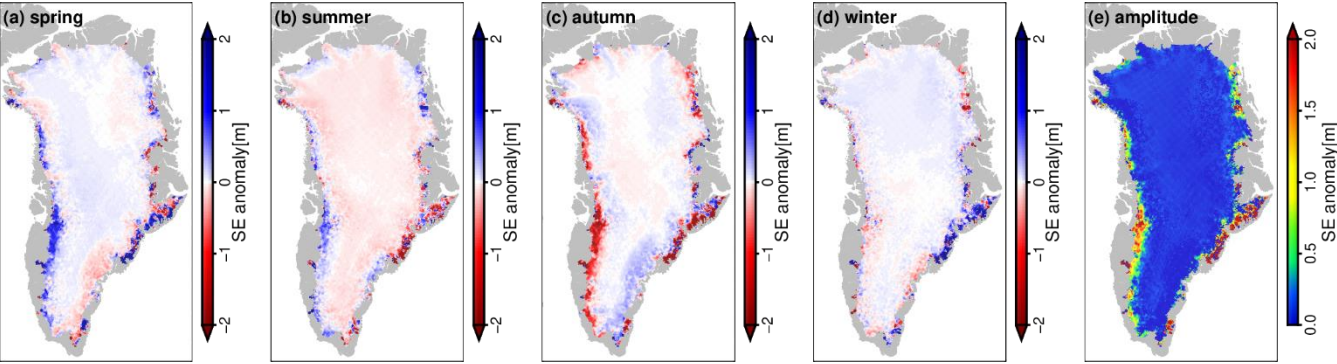 (a) spring
2
1
0
−1
−2
SE anomaly[m]
(b) summer
2
1
0
−1
−2
SE anomaly[m]
(c) autumn
2
1
0
−1
−2
SE anomaly[m]
(d) winter
2
1
0
−1
−2
SE anomaly[m]
(e) amplitude
2.0
1.5
1.0
0.5
0.0
SE anomaly[m]